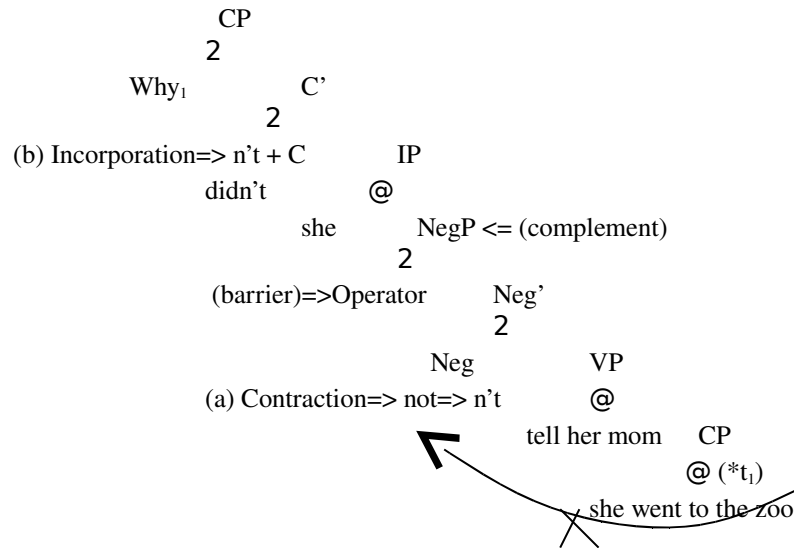 CP
2
Why₁ C’
2
(b) Incorporation=> n't + C IP
didn’t @
she NegP <= (complement)
2
(barrier)=>Operator Neg’
2
Neg VP
(a) Contraction=> not=> n’t @
tell her mom CP
@ (*t₁)
she went to the zoo